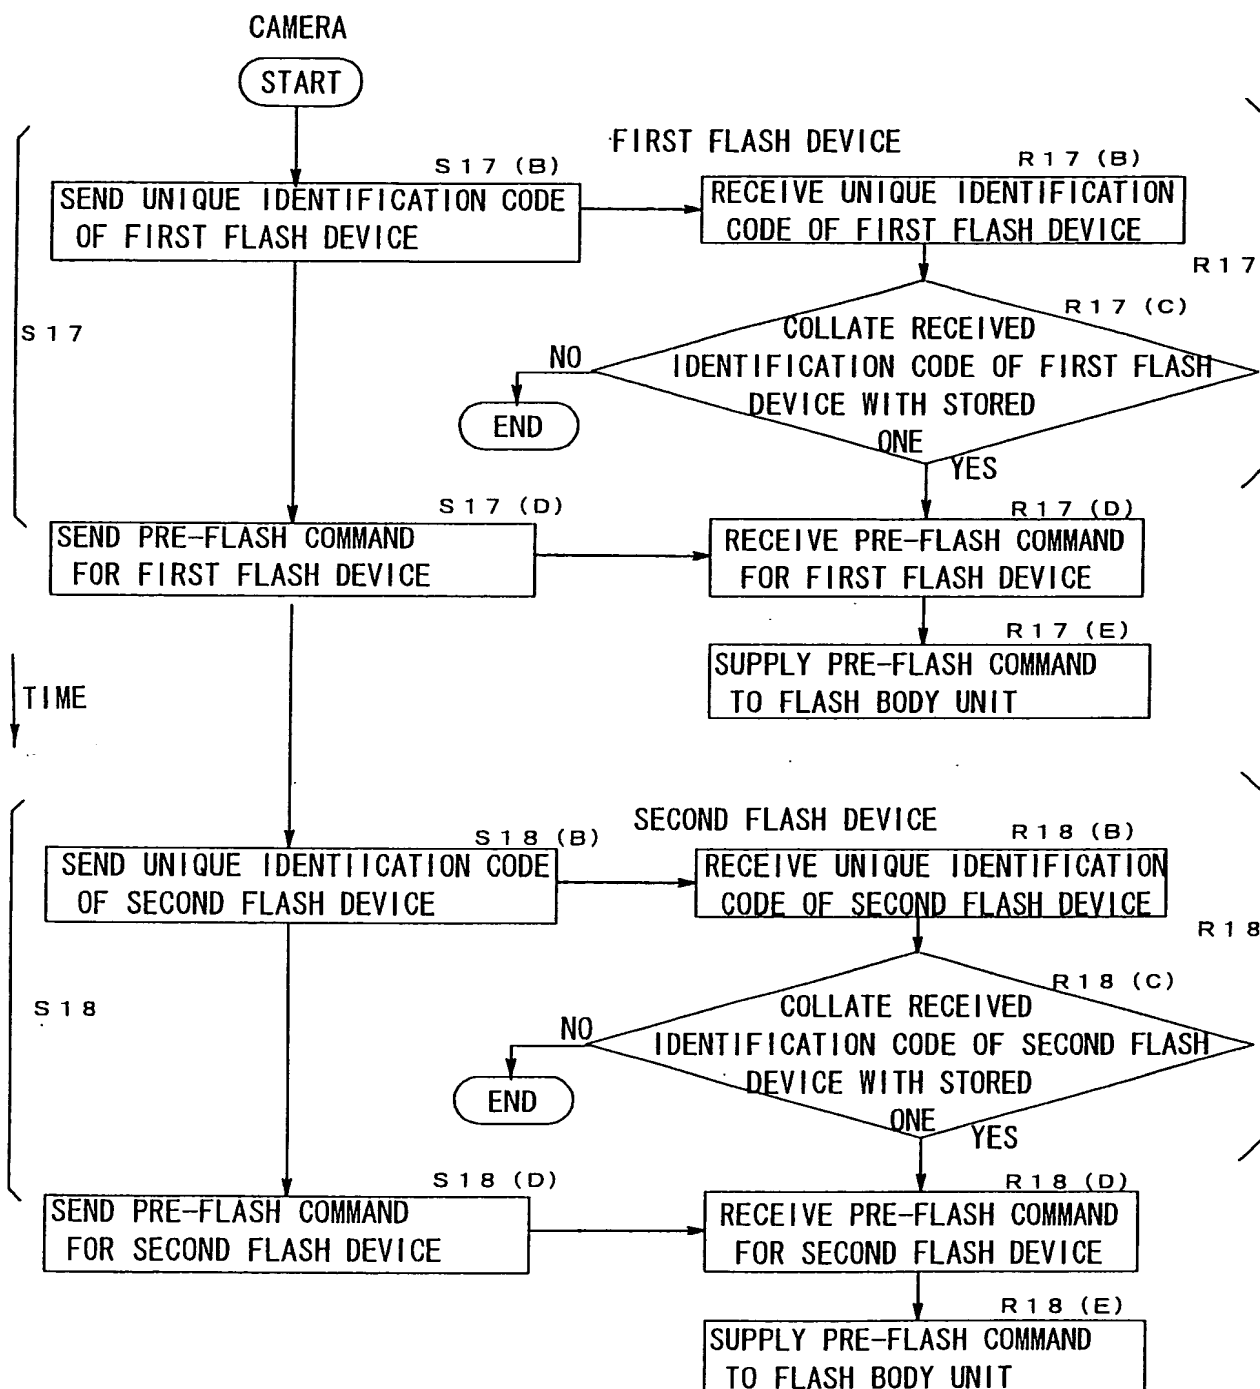 CAMERA
START
FIRST FLASH DEVICE
S17 (B)
SEND UNIQUE IDENTIFICATION CODE
OF FIRST FLASH DEVICE
R17 (B)
RECEIVE UNIQUE IDENTIFICATION
CODE OF FIRST FLASH DEVICE
R17
S17
R17 (C)
COLLATE RECEIVED
IDENTIFICATION CODE OF FIRST FLASH
DEVICE WITH STORED
ONE
NO
END
YES
S17 (D)
SEND PRE-FLASH COMMAND
FOR FIRST FLASH DEVICE
R17 (D)
RECEIVE PRE-FLASH COMMAND
FOR FIRST FLASH DEVICE
R17 (E)
SUPPLY PRE-FLASH COMMAND
TO FLASH BODY UNIT
TIME
SECOND FLASH DEVICE
S18 (B)
SEND UNIQUE IDENTIICATION CODE
OF SECOND FLASH DEVICE
R18 (B)
RECEIVE UNIQUE IDENTIFICATION
CODE OF SECOND FLASH DEVICE
R18
S18
R18 (C)
COLLATE RECEIVED
IDENTIFICATION CODE OF SECOND FLASH
DEVICE WITH STORED
ONE
NO
END
YES
S18 (D)
SEND PRE-FLASH COMMAND
FOR SECOND FLASH DEVICE
R18 (D)
RECEIVE PRE-FLASH COMMAND
FOR SECOND FLASH DEVICE
R18 (E)
SUPPLY PRE-FLASH COMMAND
TO FLASH BODY UNIT